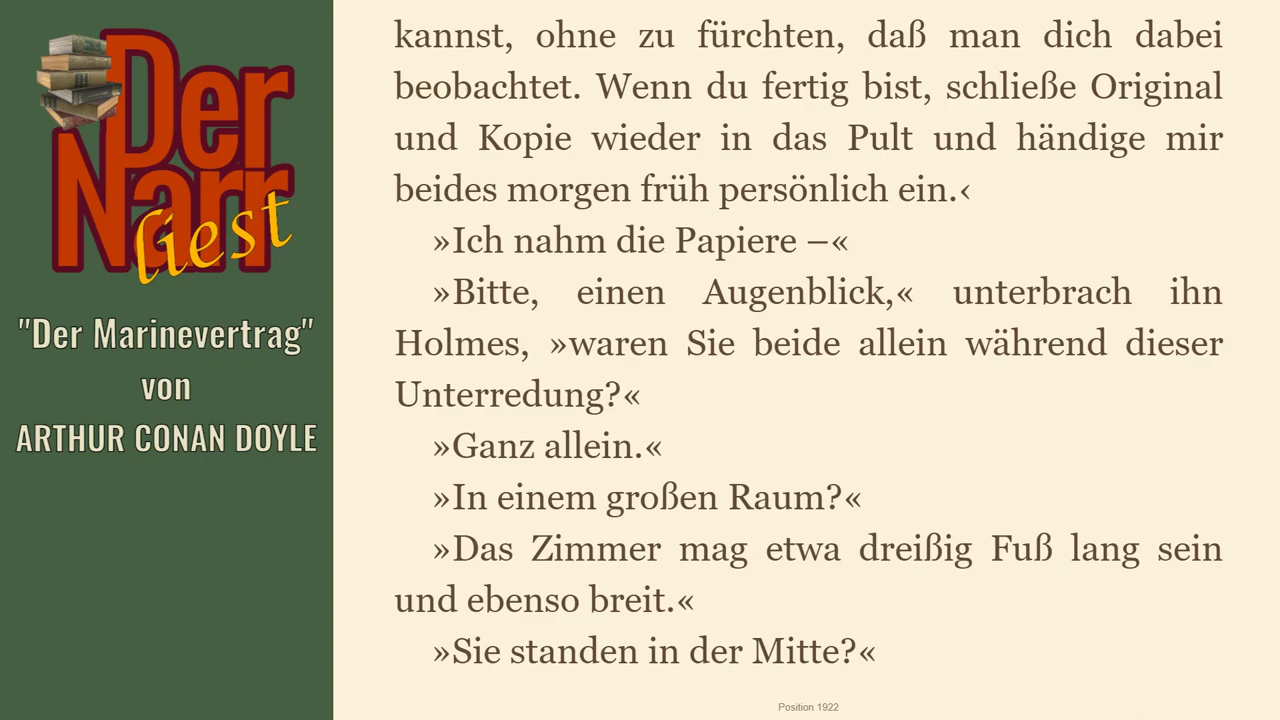 Der
Narr
liest
"Der Marinevertrag"
von
ARTHUR CONAN DOYLE
kannst, ohne zu fürchten, daß man dich dabei
beobachtet. Wenn du fertig bist, schließe Original
und Kopie wieder in das Pult und händige mir
beides morgen früh persönlich ein.‹
»Ich nahm die Papiere –«
»Bitte, einen Augenblick,« unterbrach ihn
Holmes, »waren Sie beide allein während dieser
Unterredung?«
»Ganz allein.«
»In einem großen Raum?«
»Das Zimmer mag etwa dreißig Fuß lang sein
und ebenso breit.«
»Sie standen in der Mitte?«
Position 1922